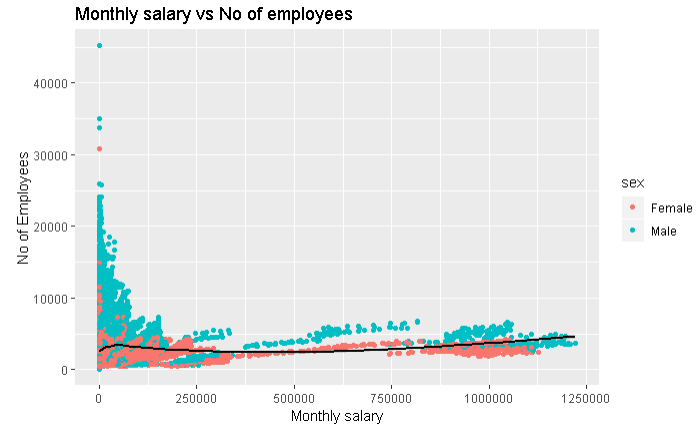 Monthly salary vs No of employees
No of Employees
40000
30000
20000
10000
0
0
250000
500000
750000
1000000
1250000
Monthly salary
sex
Female
Male